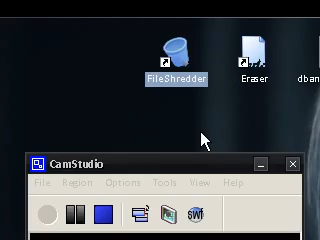 FileShredder Eraser dban
CamStudio
File Region Options Tools View Help
SWF